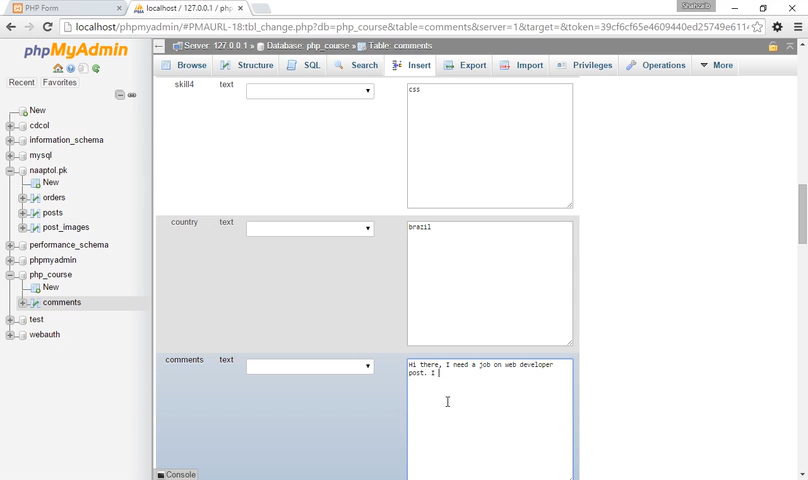 Shahzaib
PHP Form
localhost / 127.0.0.1 / php_
localhost/phpmyadmin/#PMAURL-18:tbl_change.php?db=php_course&table=comments&server=1&target=&token=39cf6cf65e4609440ed25749e6114
phpMyAdmin
Recent Favorites
New
cdcol
information_schema
mysql
naaptol.pk
New
orders
posts
post_images
performance_schema
phpmyadmin
php_course
New
comments
test
webauth
Server: 127.0.0.1 » Database: php_course » Table: comments
Browse Structure SQL Search Insert Export Import Privileges Operations More
skill4 text css
country text brazil
comments text Hi there, I need a job on web developer
post. I
Console